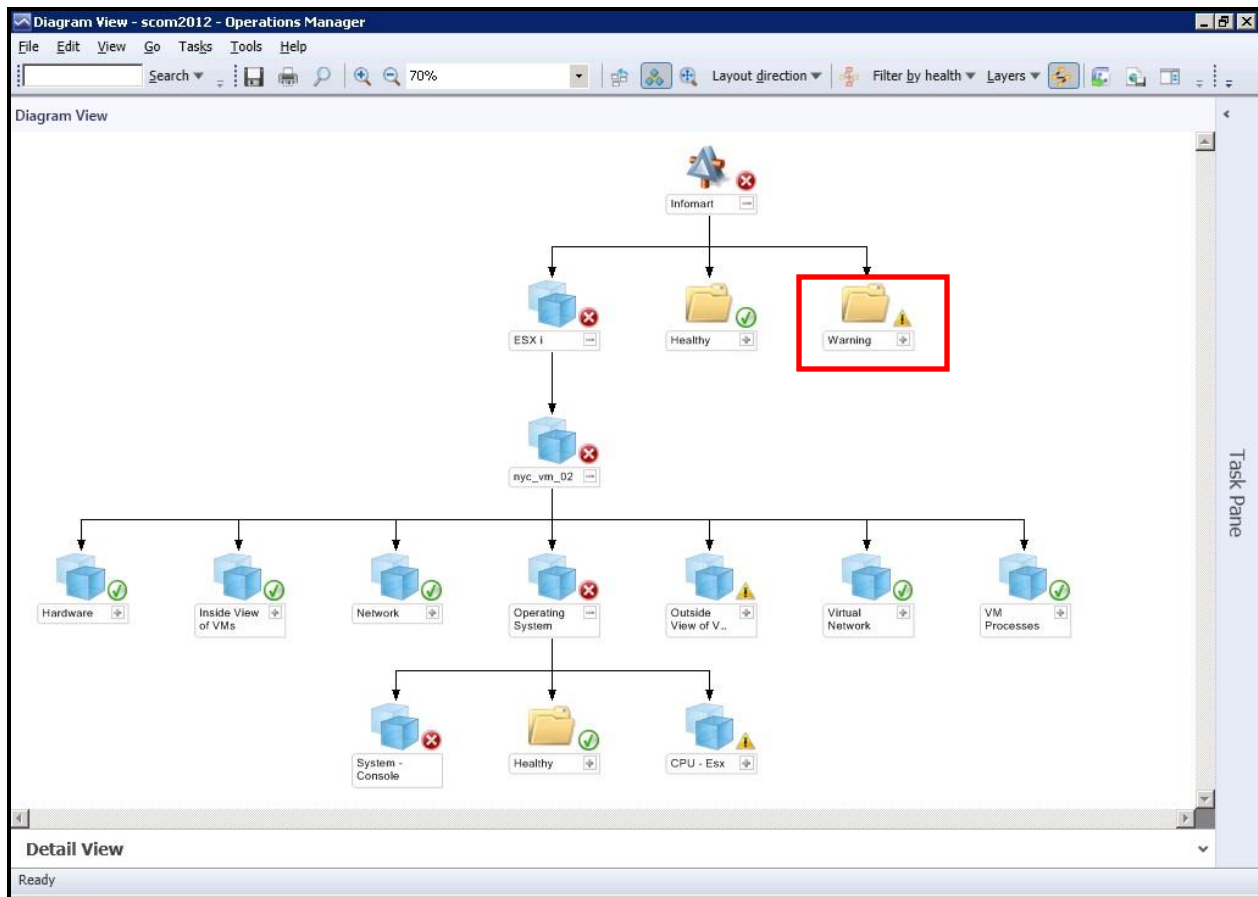 Diagram View - scom2012 - Operations Manager
File Edit View Go Tasks Tools Help
Search 70% Layout direction Filter by health Layers
Diagram View
Infomart
ESX i Healthy Warning
nyc_vm_02
Hardware Inside View of VMs Network Operating System Outside View of V... Virtual Network VM Processes
System - Console Healthy CPU - Esx
Task Pane
Detail View
Ready